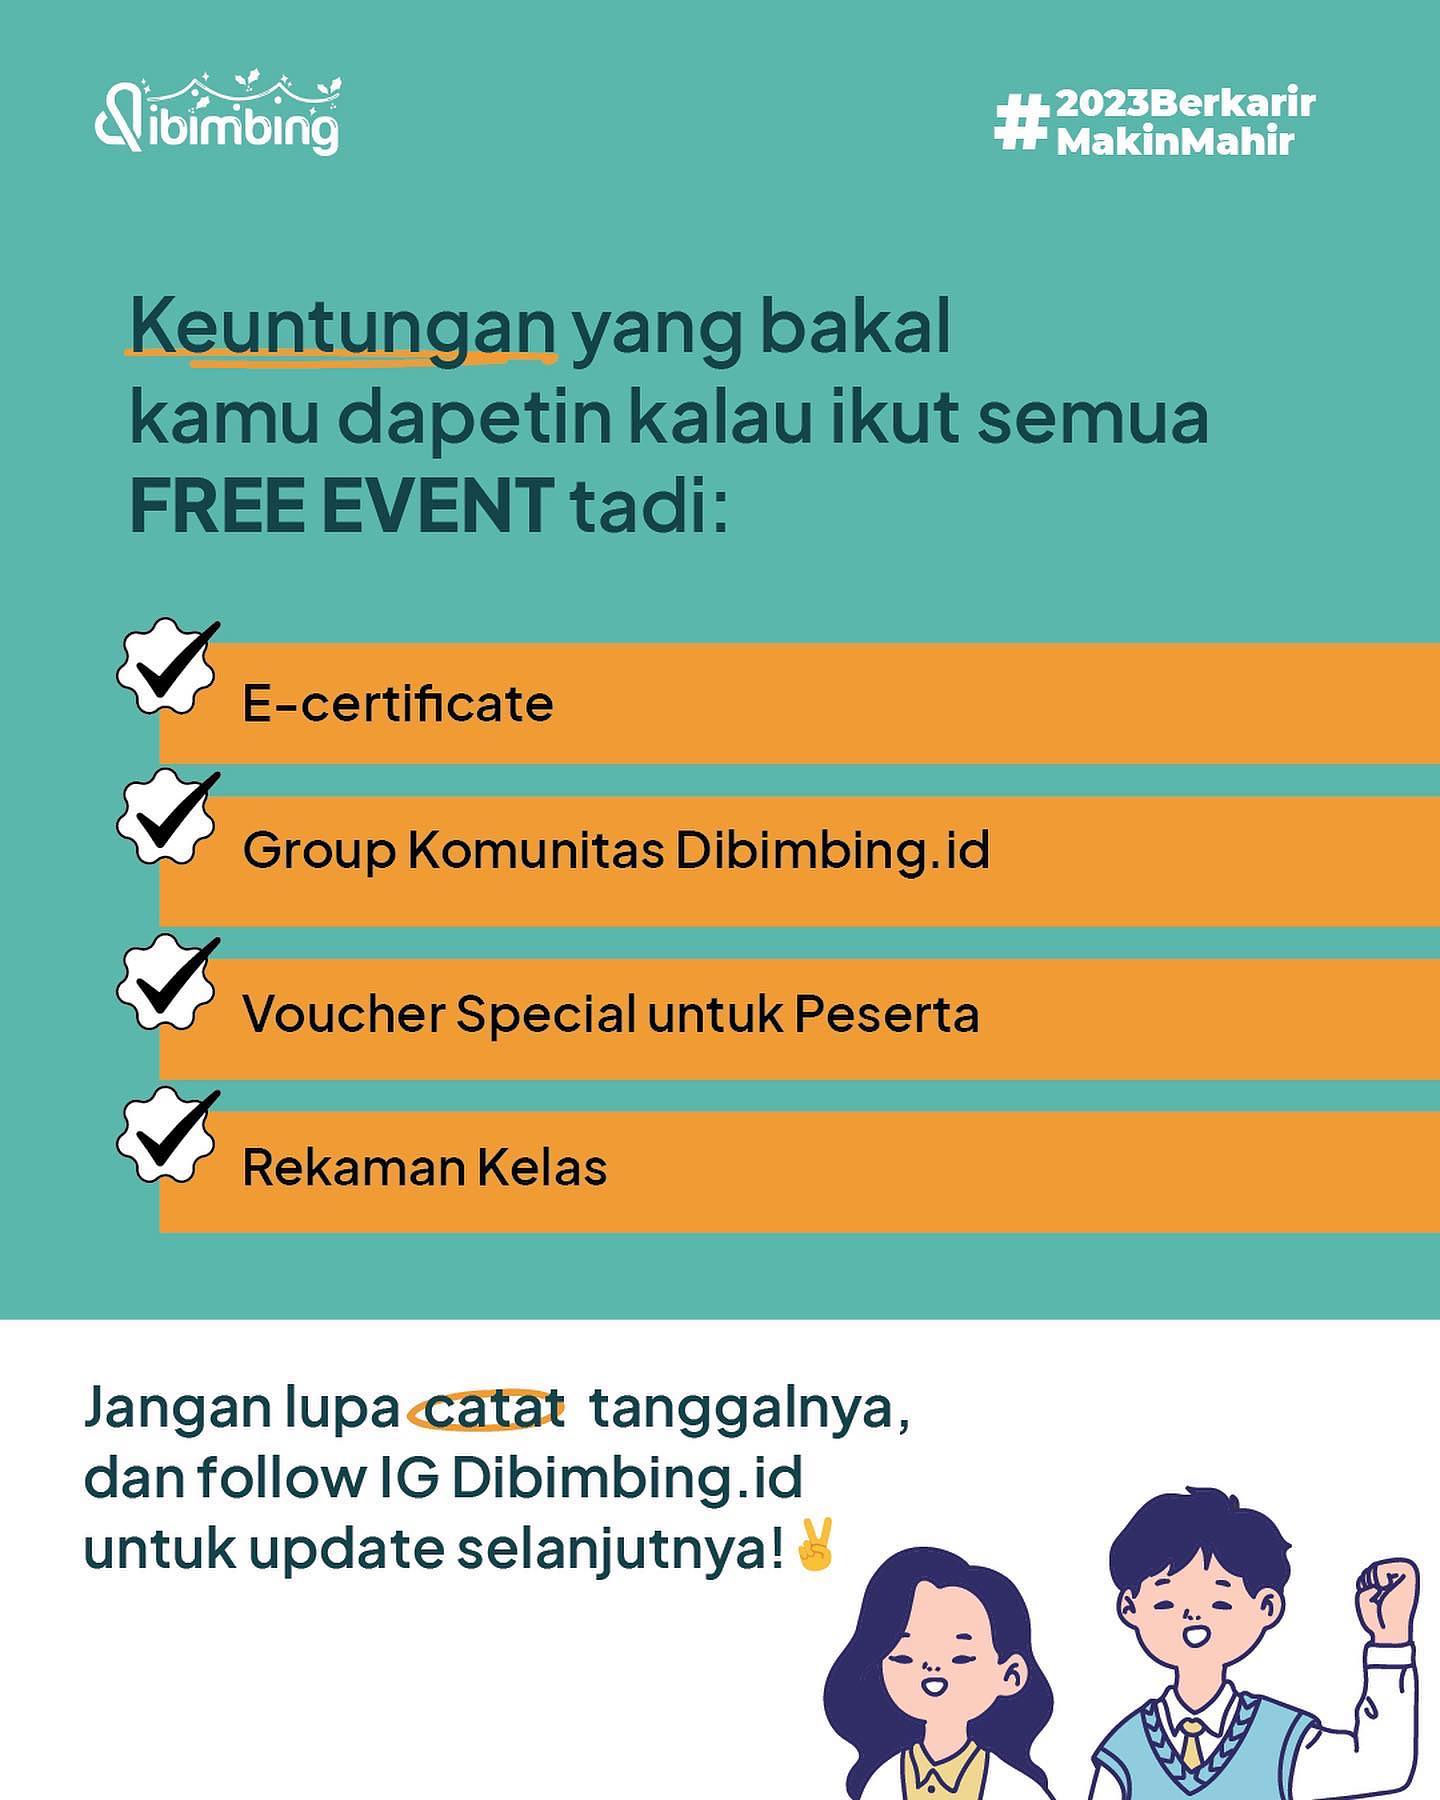 Dibimbing
#2023Berkarir
MakinMahir
Keuntungan yang bakal
kamu dapetin kalau ikut semua
FREE EVENT tadi:
E-certificate
Group Komunitas Dibimbing.id
Voucher Special untuk Peserta
Rekaman Kelas
Jangan lupa catat tanggalnya,
dan follow IG Dibimbing.id
untuk update selanjutnya!✌️